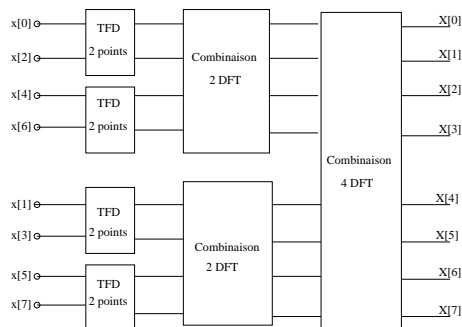 x[0]
x[2]
x[4]
x[6]
x[1]
x[3]
x[5]
x[7]
TFD
2 points
TFD
2 points
TFD
2 points
TFD
2 points
Combinaison
2 DFT
Combinaison
2 DFT
Combinaison
4 DFT
X[0]
X[1]
X[2]
X[3]
X[4]
X[5]
X[6]
X[7]